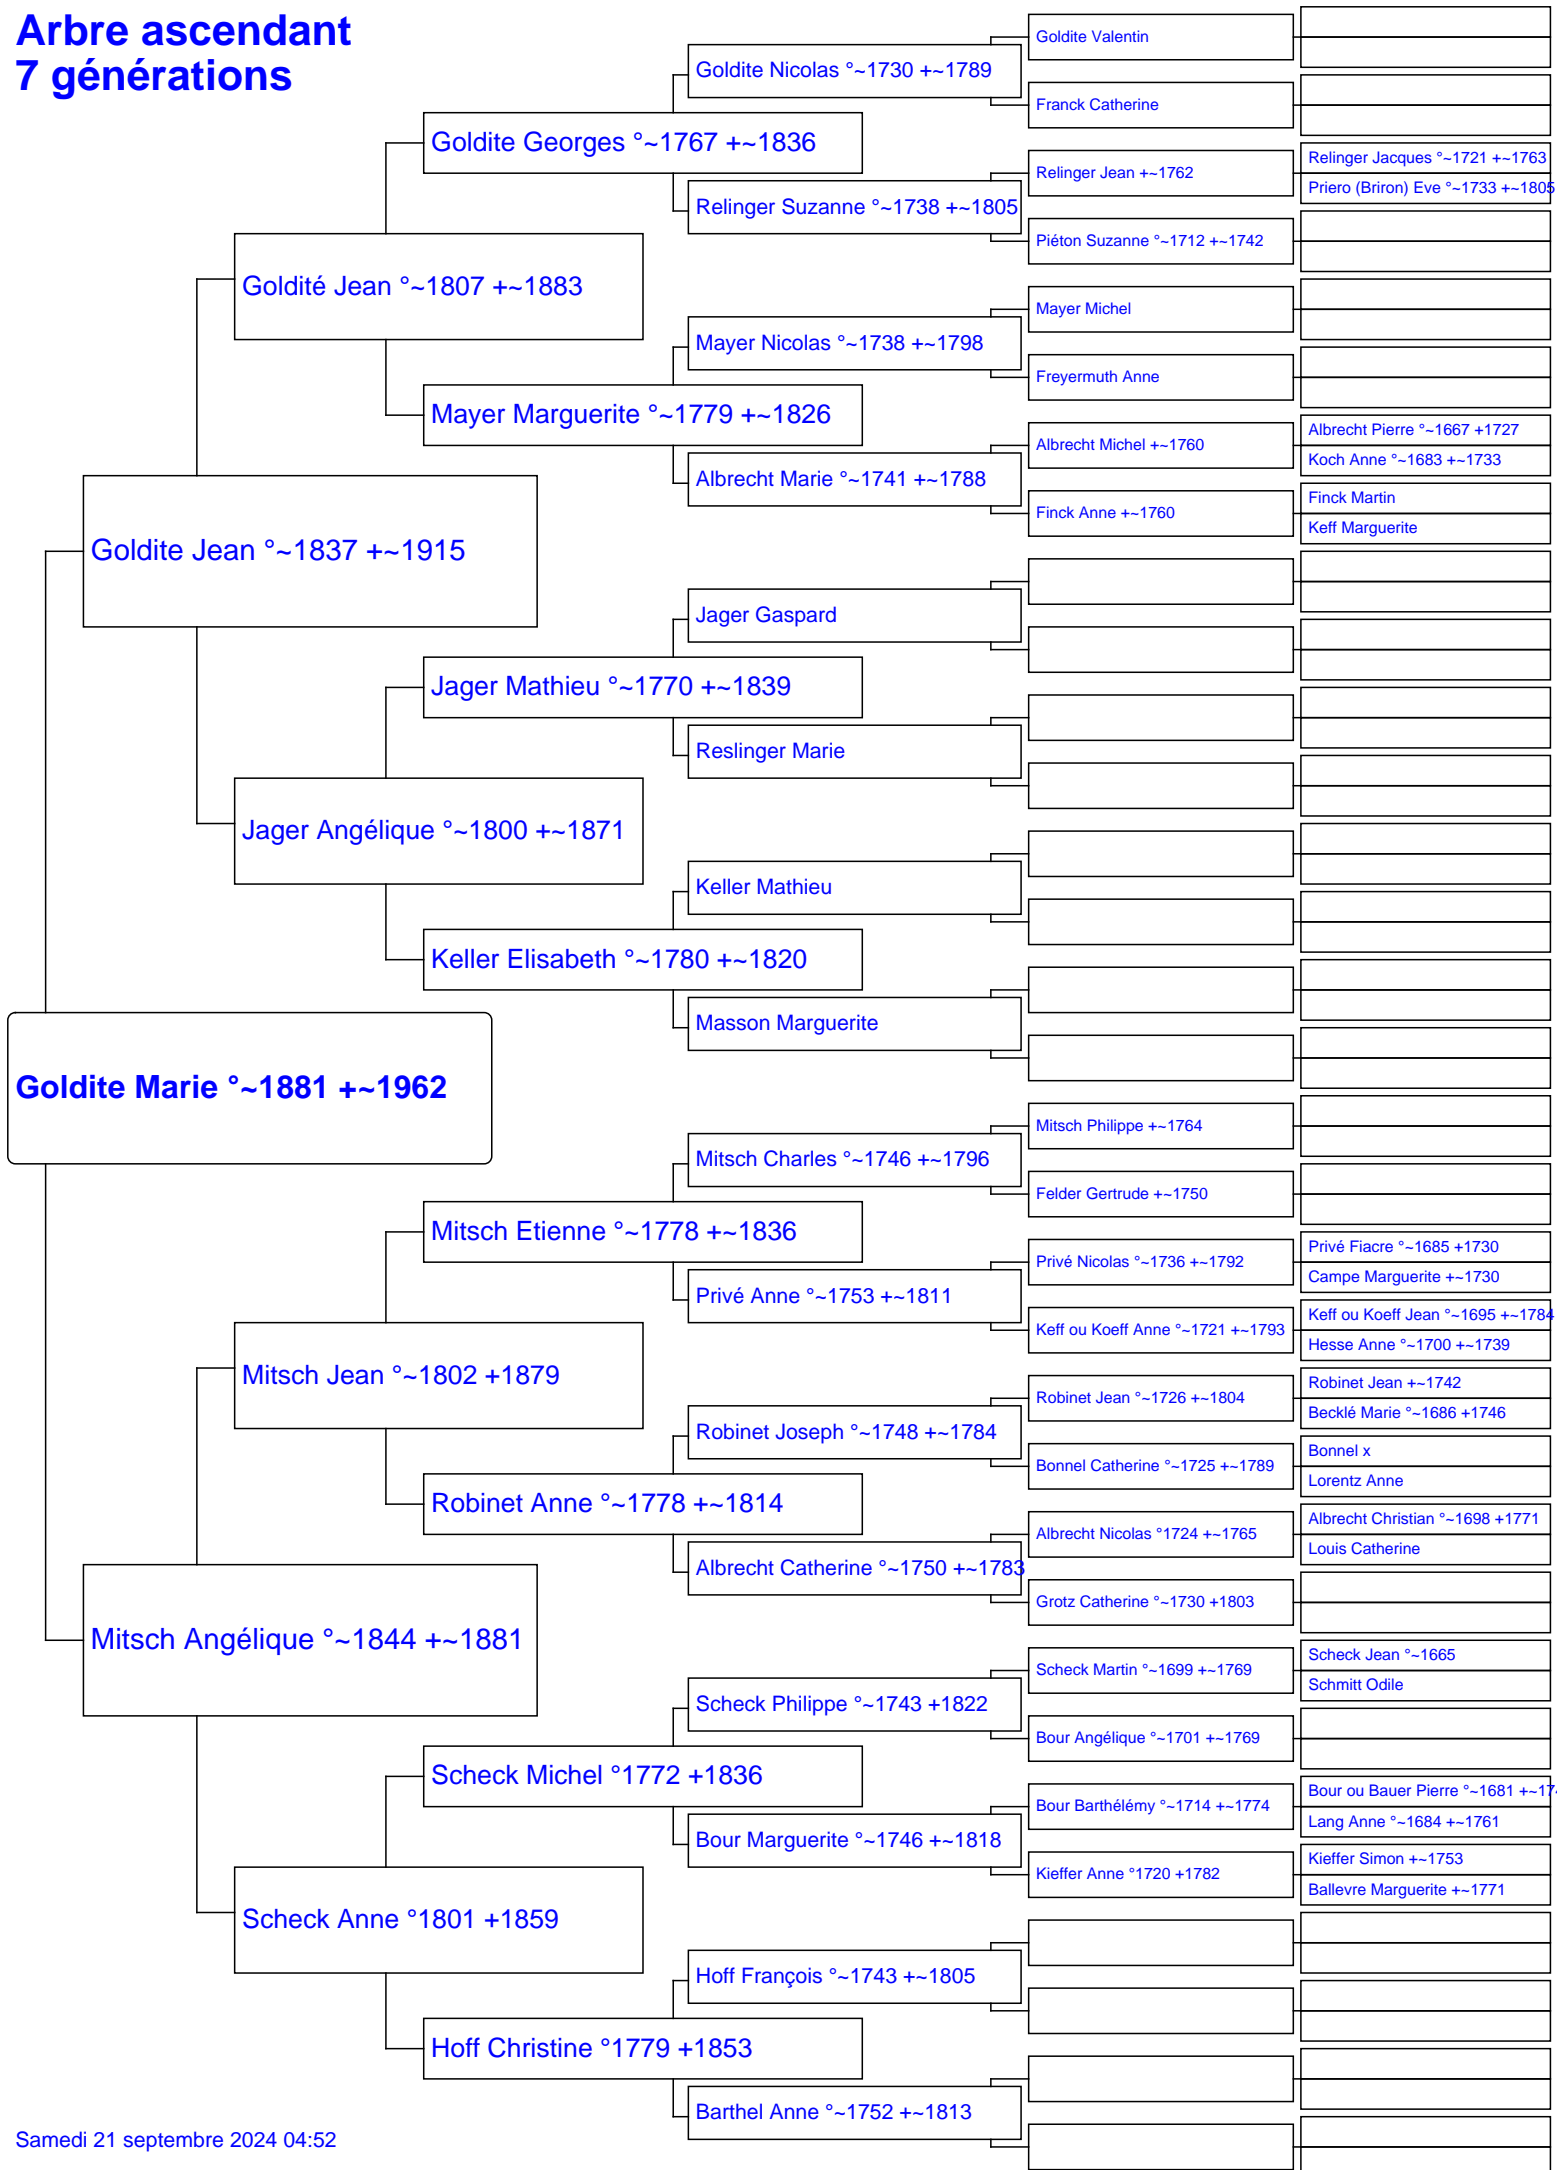 Arbre ascendant
7 générations
Goldite Valentin
Goldite Nicolas °~1730 +~1789
Franck Catherine
Goldite Georges °~1767 +~1836
Relinger Jacques °~1721 +~1763
Relinger Jean +~1762
Priero (Briron) Eve °~1733 +~1805
Relinger Suzanne °~1738 +~1805
Piéton Suzanne °~1712 +~1742
Goldité Jean °~1807 +~1883
Mayer Michel
Mayer Nicolas °~1738 +~1798
Freyermuth Anne
Mayer Marguerite °~1779 +~1826
Albrecht Pierre °~1667 +1727
Albrecht Michel +~1760
Koch Anne °~1683 +~1733
Albrecht Marie °~1741 +~1788
Finck Martin
Finck Anne +~1760
Keff Marguerite
Goldite Jean °~1837 +~1915
Jager Gaspard
Jager Mathieu °~1770 +~1839
Reslinger Marie
Jager Angélique °~1800 +~1871
Keller Mathieu
Keller Elisabeth °~1780 +~1820
Masson Marguerite
Goldite Marie °~1881 +~1962
Mitsch Philippe +~1764
Mitsch Charles °~1746 +~1796
Felder Gertrude +~1750
Mitsch Etienne °~1778 +~1836
Privé Fiacre °~1685 +1730
Privé Nicolas °~1736 +~1792
Campe Marguerite +~1730
Privé Anne °~1753 +~1811
Keff ou Koeff Jean °~1695 +~1784
Keff ou Koeff Anne °~1721 +~1793
Hesse Anne °~1700 +~1739
Mitsch Jean °~1802 +1879
Robinet Jean +~1742
Robinet Jean °~1726 +~1804
Becklé Marie °~1686 +1746
Robinet Joseph °~1748 +~1784
Bonnel x
Bonnel Catherine °~1725 +~1789
Lorentz Anne
Robinet Anne °~1778 +~1814
Albrecht Christian °~1698 +1771
Albrecht Nicolas °1724 +~1765
Louis Catherine
Albrecht Catherine °~1750 +~1783
Grotz Catherine °~1730 +1803
Mitsch Angélique °~1844 +~1881
Scheck Jean °~1665
Scheck Martin °~1699 +~1769
Schmitt Odile
Scheck Philippe °~1743 +1822
Bour Angélique °~1701 +~1769
Scheck Michel °1772 +1836
Bour ou Bauer Pierre °~1681
Bour Barthélémy °~1714 +~1774
Lang Anne °~1684 +~1761
Bour Marguerite °~1746 +~1818
Kieffer Simon +~1753
Kieffer Anne °1720 +1782
Ballevre Marguerite +~1771
Scheck Anne °1801 +1859
Hoff François °~1743 +~1805
Hoff Christine °1779 +1853
Barthel Anne °~1752 +~1813
Samedi 21 septembre 2024 04:52